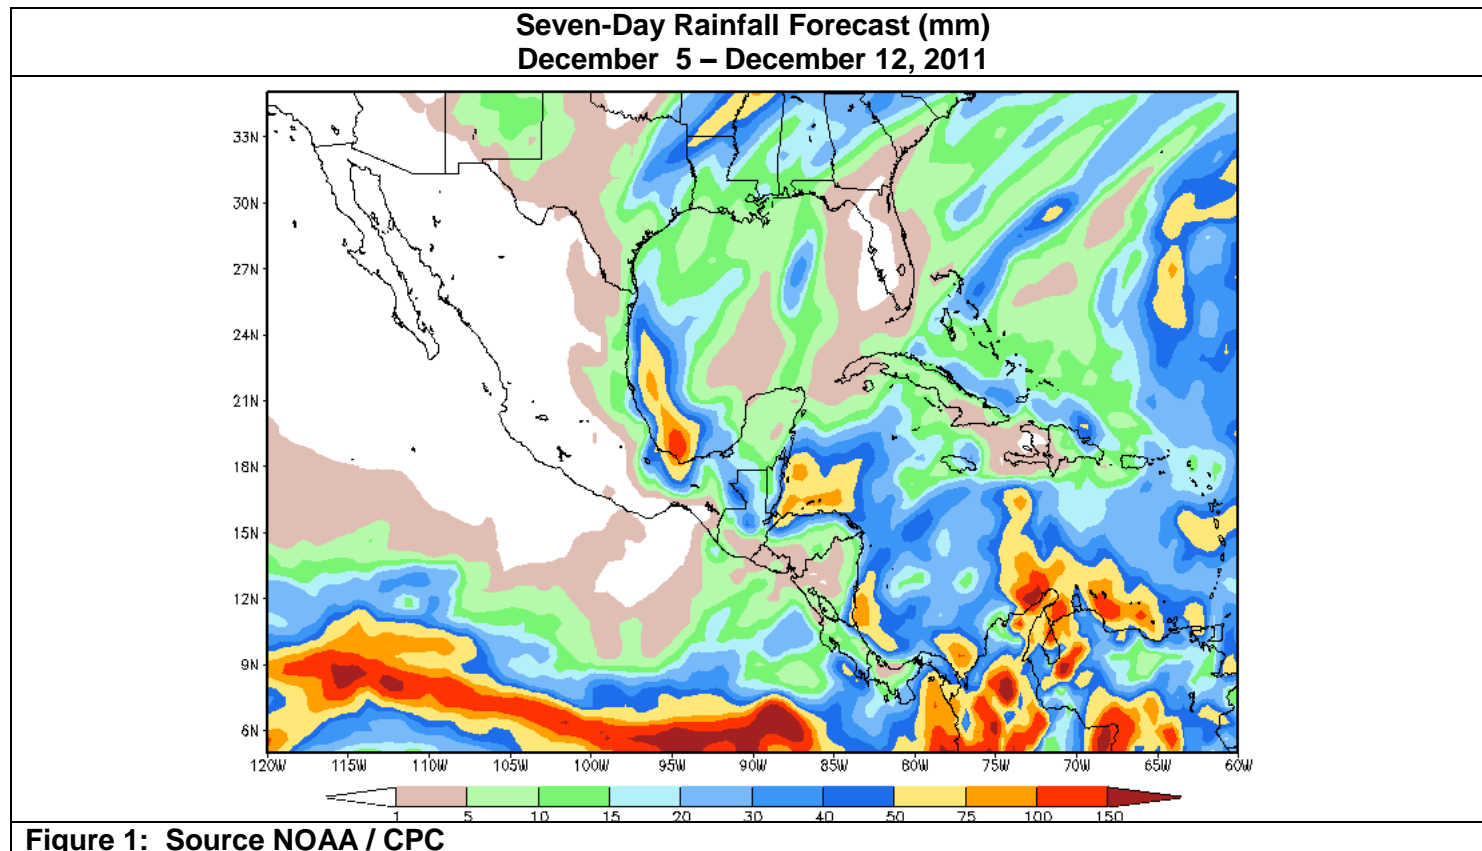 Seven-Day Rainfall Forecast (mm)
December 5 – December 12, 2011
33N
30N
27N
24N
21N
18N
15N
12N
9N
6N
120W 115W 110W 105W 100W 95W 90W 85W 80W 75W 70W 65W 60W
1 5 10 15 20 30 40 50 75 100 150
Figure 1: Source NOAA / CPC